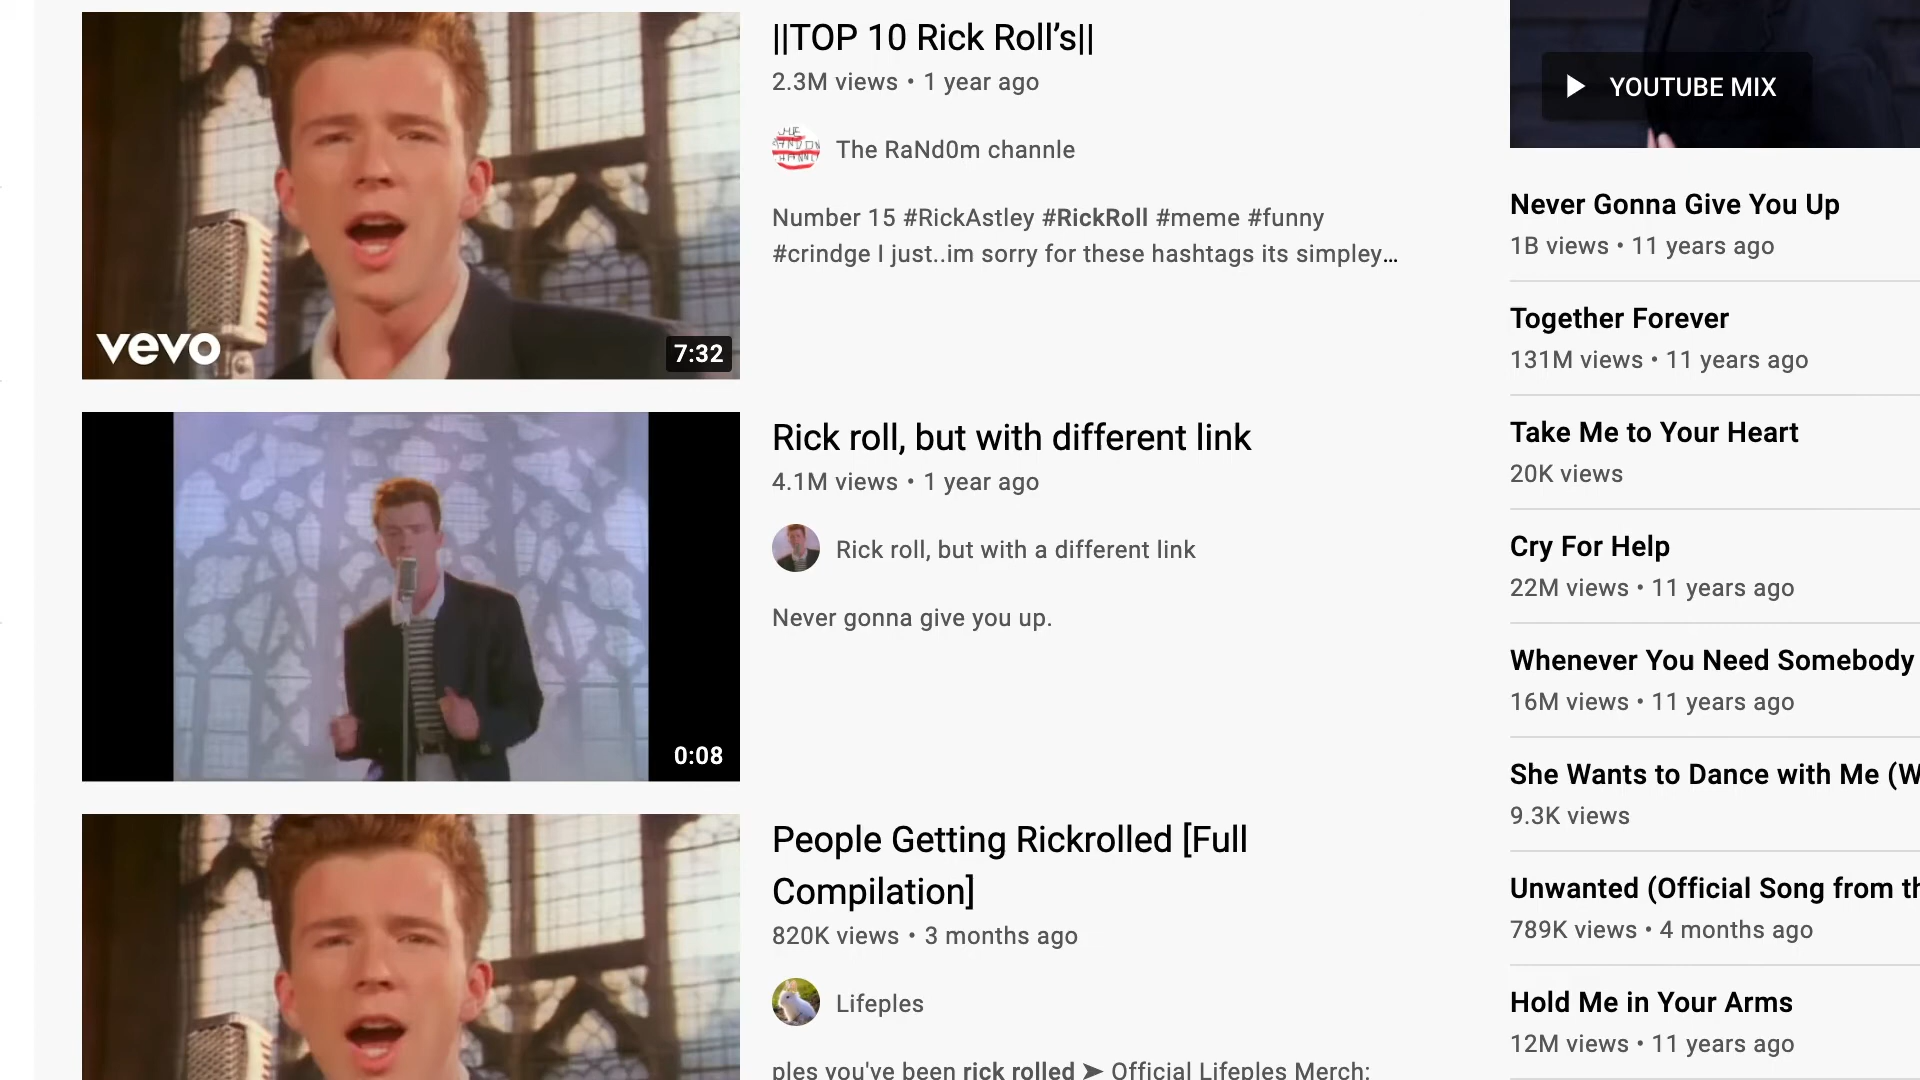 ||TOP 10 Rick Roll’s||
2.3M views • 1 year ago
The RaNd0m channle
Number 15 #RickAstley #RickRoll #meme #funny
#crindge I just..im sorry for these hashtags its simpley...
vevo
7:32
Rick roll, but with different link
4.1M views • 1 year ago
Rick roll, but with a different link
Never gonna give you up.
0:08
People Getting Rickrolled [Full
Compilation]
820K views • 3 months ago
Lifeples
ples you've been rick rolled ➤ Official Lifeples Merch:
YOUTUBE MIX
Never Gonna Give You Up
1B views • 11 years ago
Together Forever
131M views • 11 years ago
Take Me to Your Heart
20K views
Cry For Help
22M views • 11 years ago
Whenever You Need Somebody
16M views • 11 years ago
She Wants to Dance with Me (W
9.3K views
Unwanted (Official Song from th
789K views • 4 months ago
Hold Me in Your Arms
12M views • 11 years ago